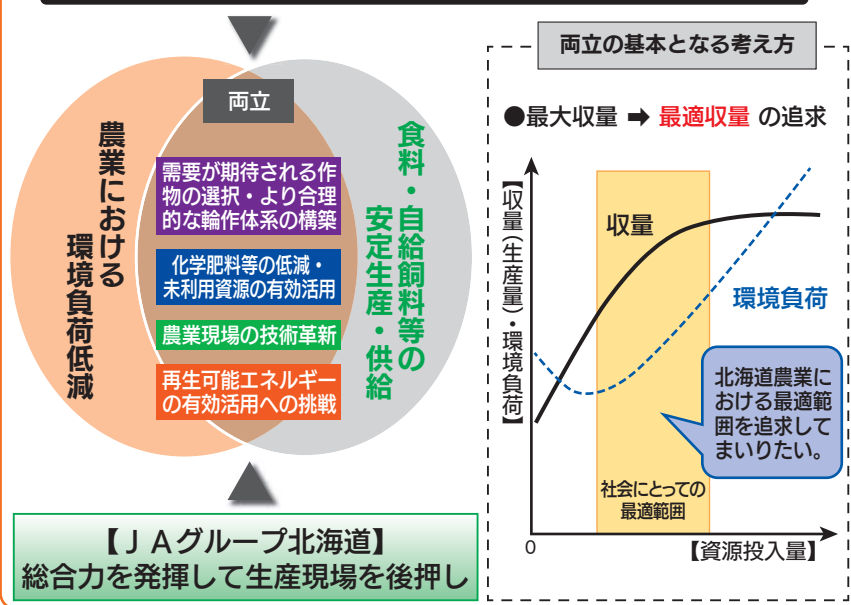 両立
農業における
環境負荷低減
食料・自給飼料等の
安定生産・供給
需要が期待される作
物の選択・より合理
的な輪作体系の構築
化学肥料等の低減・
未利用資源の有効活用
農業現場の技術革新
再生可能エネルギー
の有効活用への挑戦
【ＪＡグループ北海道】
総合力を発揮して生産現場を後押し
両立の基本となる考え方
●最大収量 ➡ 最適収量 の追求
【収量（生産量）・環境負荷】
収量
環境負荷
北海道農業に
おける最適範
囲を追求して
まいりたい。
社会にとっての
最適範囲
0
【資源投入量】